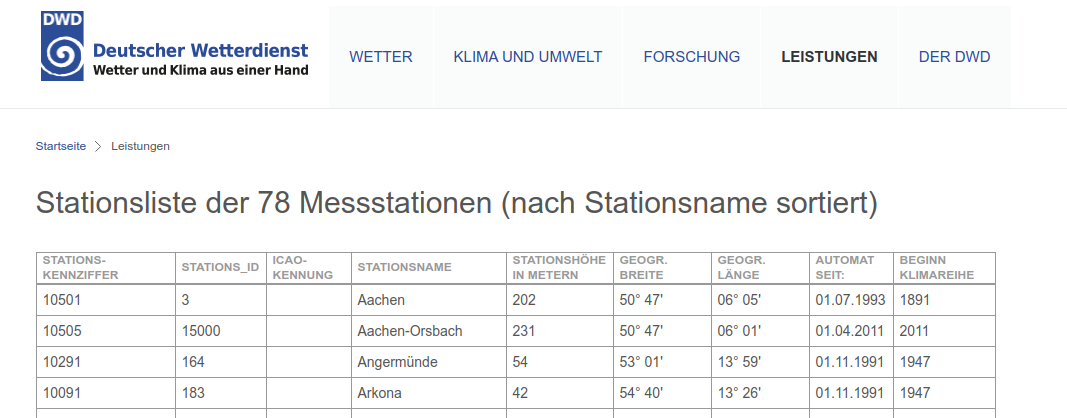 DWD
Deutscher Wetterdienst
Wetter und Klima aus einer Hand
WETTER KLIMA UND UMWELT FORSCHUNG LEISTUNGEN DER DWD
Startseite > Leistungen
Stationsliste der 78 Messstationen (nach Stationsname sortiert)
STATIONS-KENNZIFFER STATIONS_ID ICAO-KENNUNG STATIONSNAME STATIONSHÖHE IN METERN GEOGR. BREITE GEOGR. LÄNGE AUTOMAT SEIT: BEGINN KLIMAREIHE
10501 3 Aachen 202 50° 47' 06° 05' 01.07.1993 1891
10505 15000 Aachen-Orsbach 231 50° 47' 06° 01' 01.04.2011 2011
10291 164 Angermünde 54 53° 01' 13° 59' 01.11.1991 1947
10091 183 Arkona 42 54° 40' 13° 26' 01.11.1991 1947